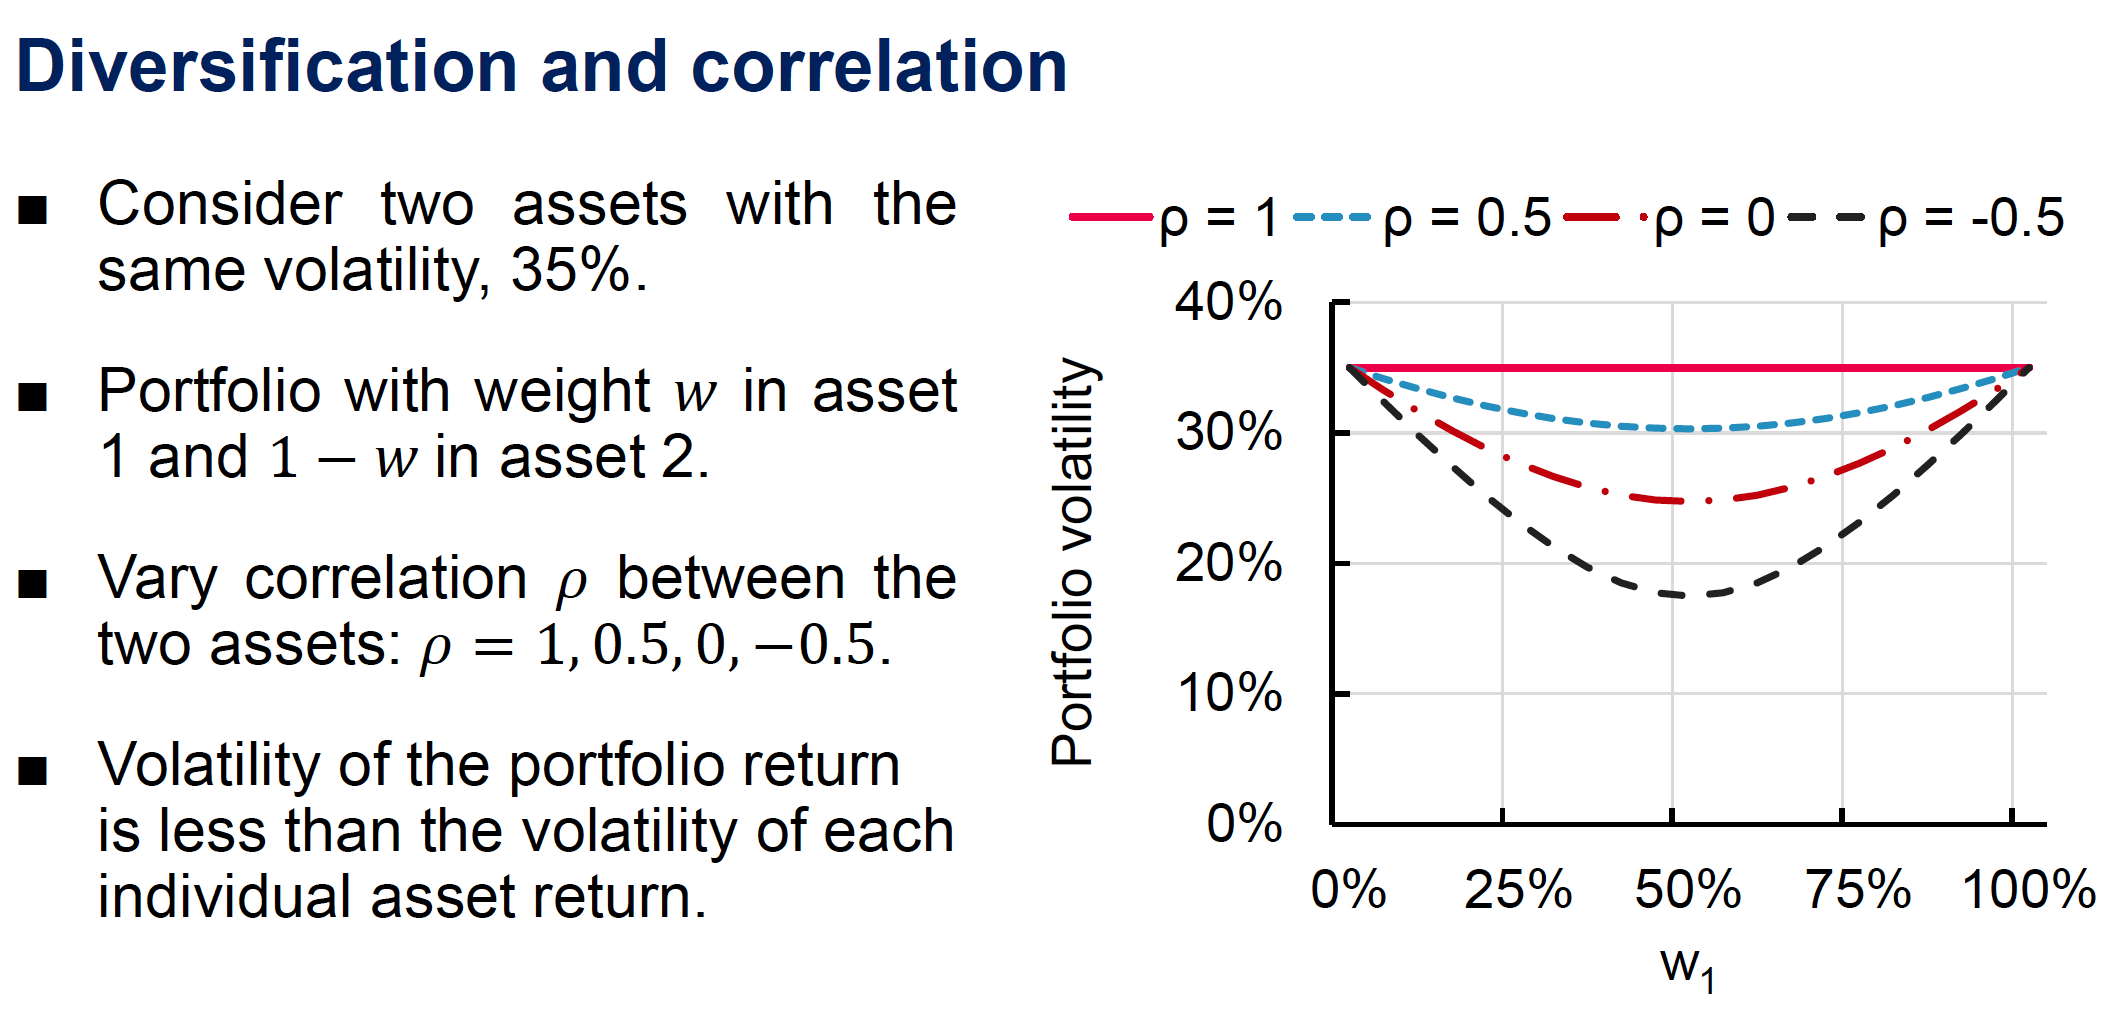 Diversification and correlation
■ Consider two assets with the
same volatility, 35%.
■ Portfolio with weight 𝑤 in asset
1 and 1 − 𝑤 in asset 2.
■ Vary correlation 𝜌 between the
two assets: 𝜌 = 1, 0.5, 0, −0.5.
■ Volatility of the portfolio return
is less than the volatility of each
individual asset return.
ρ = 1 ρ = 0.5 ρ = 0 ρ = -0.5
Portfolio volatility
40%
30%
20%
10%
0%
0% 25% 50% 75% 100%
w₁